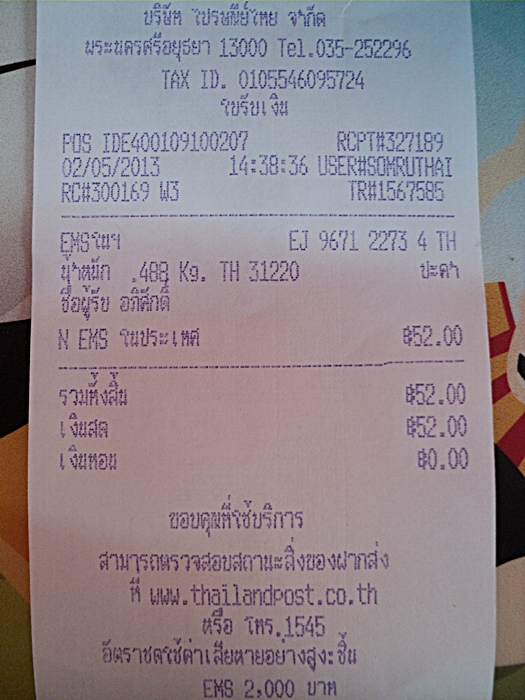 บริษัท ไปรษณีย์ไทย จำกัด
พระนครศรีอยุธยา 13000 Tel.035-252296
TAX ID. 0105546095724
ใบรับเงิน
POS IDE400109100207 RCPT#327189
02/05/2013 14:38:36 USER#SOMRUTHAI
RC#300169 W3 TR#1567585
EMSในฯ EJ 9671 2273 4 TH
น้ำหนัก .488 Kg. TH 31220 ปะคำ
ชื่อผู้รับ อภิศักดิ์
N EMS ในประเทศ ฿52.00
รวมทั้งสิ้น ฿52.00
เงินสด ฿52.00
เงินทอน ฿0.00
ขอบคุณที่ใช้บริการ
สามารถตรวจสอบสถานะสิ่งของฝากส่ง
ที่ www.thailandpost.co.th
หรือ โทร.1545
อัตราชดใช้ค่าเสียหายอย่างสูงะชิ้น
EMS 2,000 บาท